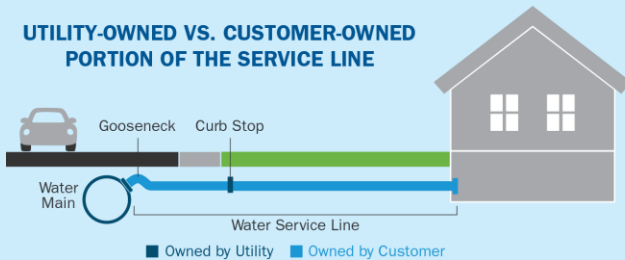 UTILITY-OWNED VS. CUSTOMER-OWNED
PORTION OF THE SERVICE LINE
Gooseneck Curb Stop
Water
Main
Water Service Line
Owned by Utility Owned by Customer